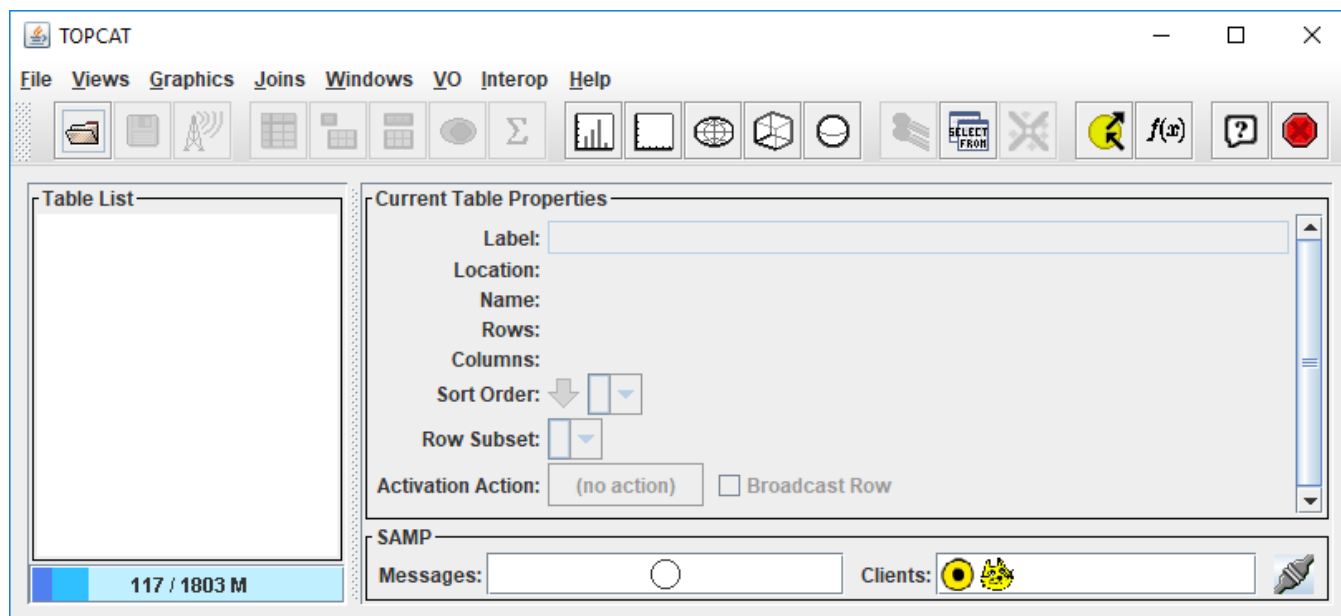 TOPCAT
File Views Graphics Joins Windows VO Interop Help
SELECT
FROM
f(x)
?
Table List
Current Table Properties
Label:
Location:
Name:
Rows:
Columns:
Sort Order:
Row Subset:
Activation Action: (no action) Broadcast Row
SAMP
117 / 1803 M
Messages: Clients: